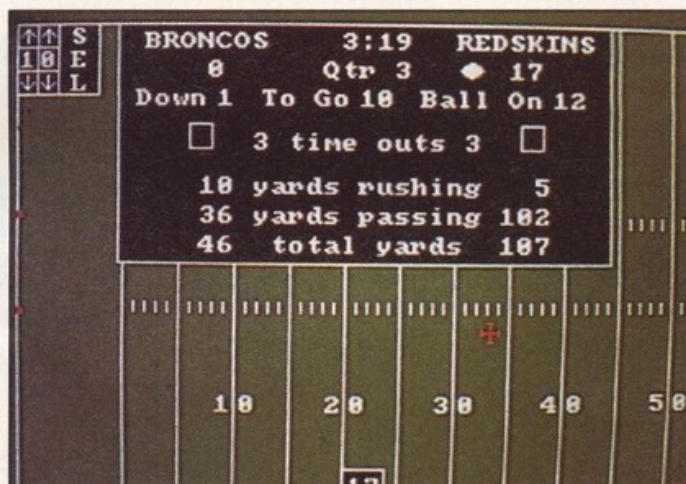 ↑↑ S
10 E
↓↓ L
BRONCOS 3:19 REDSKINS
0 Qtr 3 17
Down 1 To Go 10 Ball On 12
3 time outs 3
10 yards rushing 5
36 yards passing 102
46 total yards 107
10 20 30 40 50